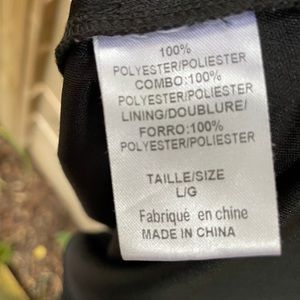 100%
POLYESTER/POLIESTER
COMBO:100%
POLYESTER/POLIESTER
LINING/DOUBLURE/
FORRO:100%
POLYESTER/POLIESTER
TAILLE/SIZE
L/G
Fabriqué en chine
MADE IN CHINA